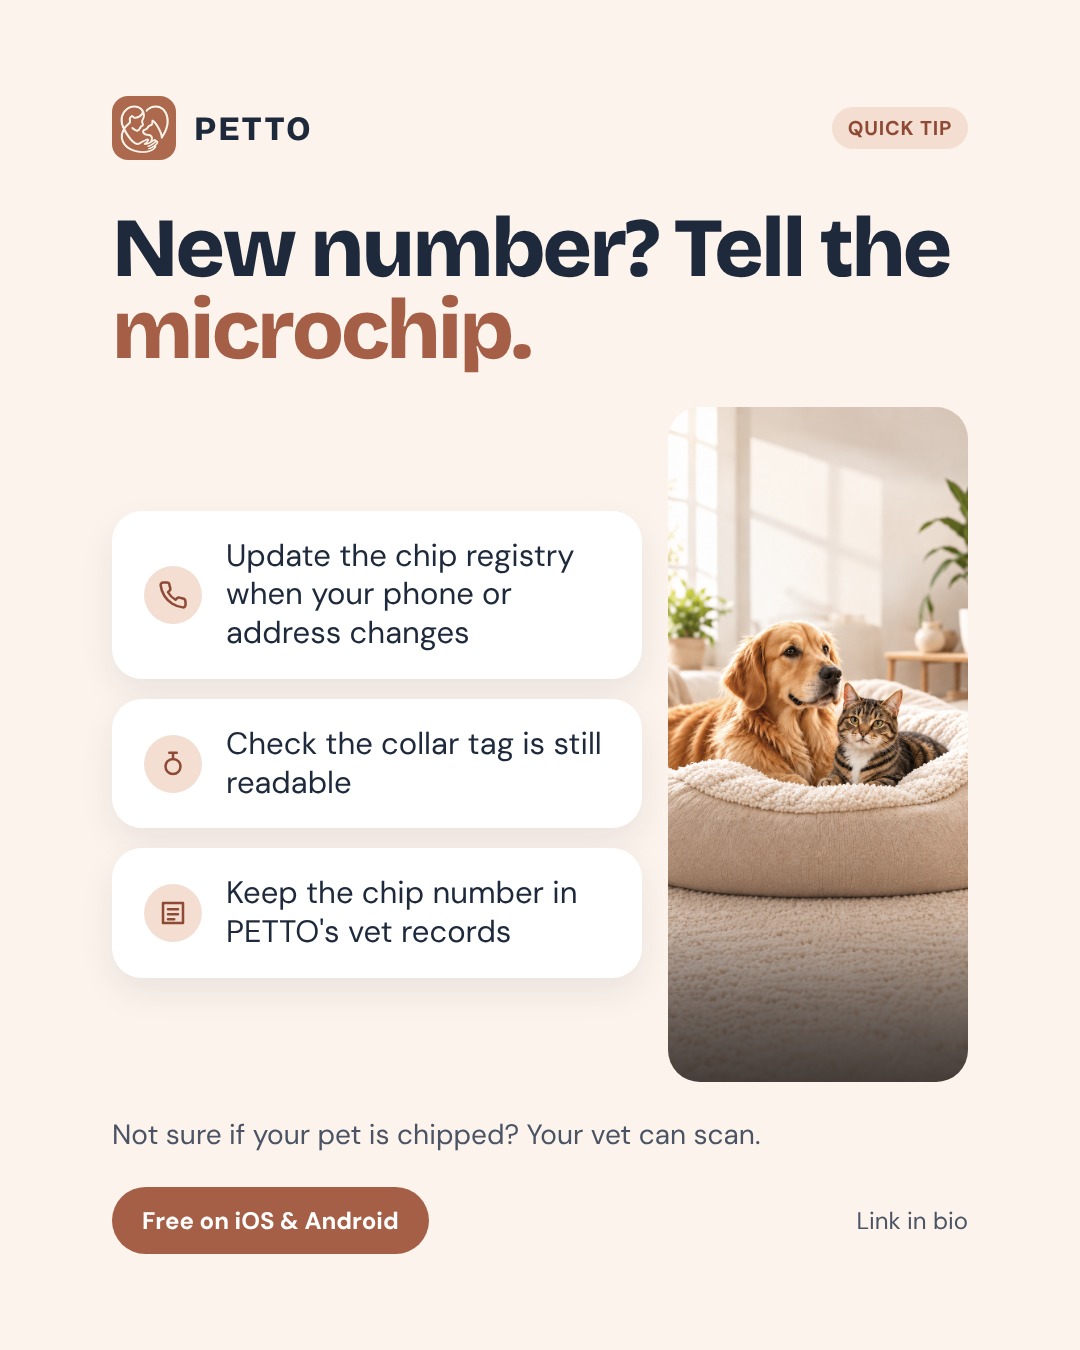 PETTO
QUICK TIP
New number? Tell the
microchip.
Update the chip registry
when your phone or
address changes
Check the collar tag is still
readable
Keep the chip number in
PETTO's vet records
Not sure if your pet is chipped? Your vet can scan.
Free on iOS & Android
Link in bio